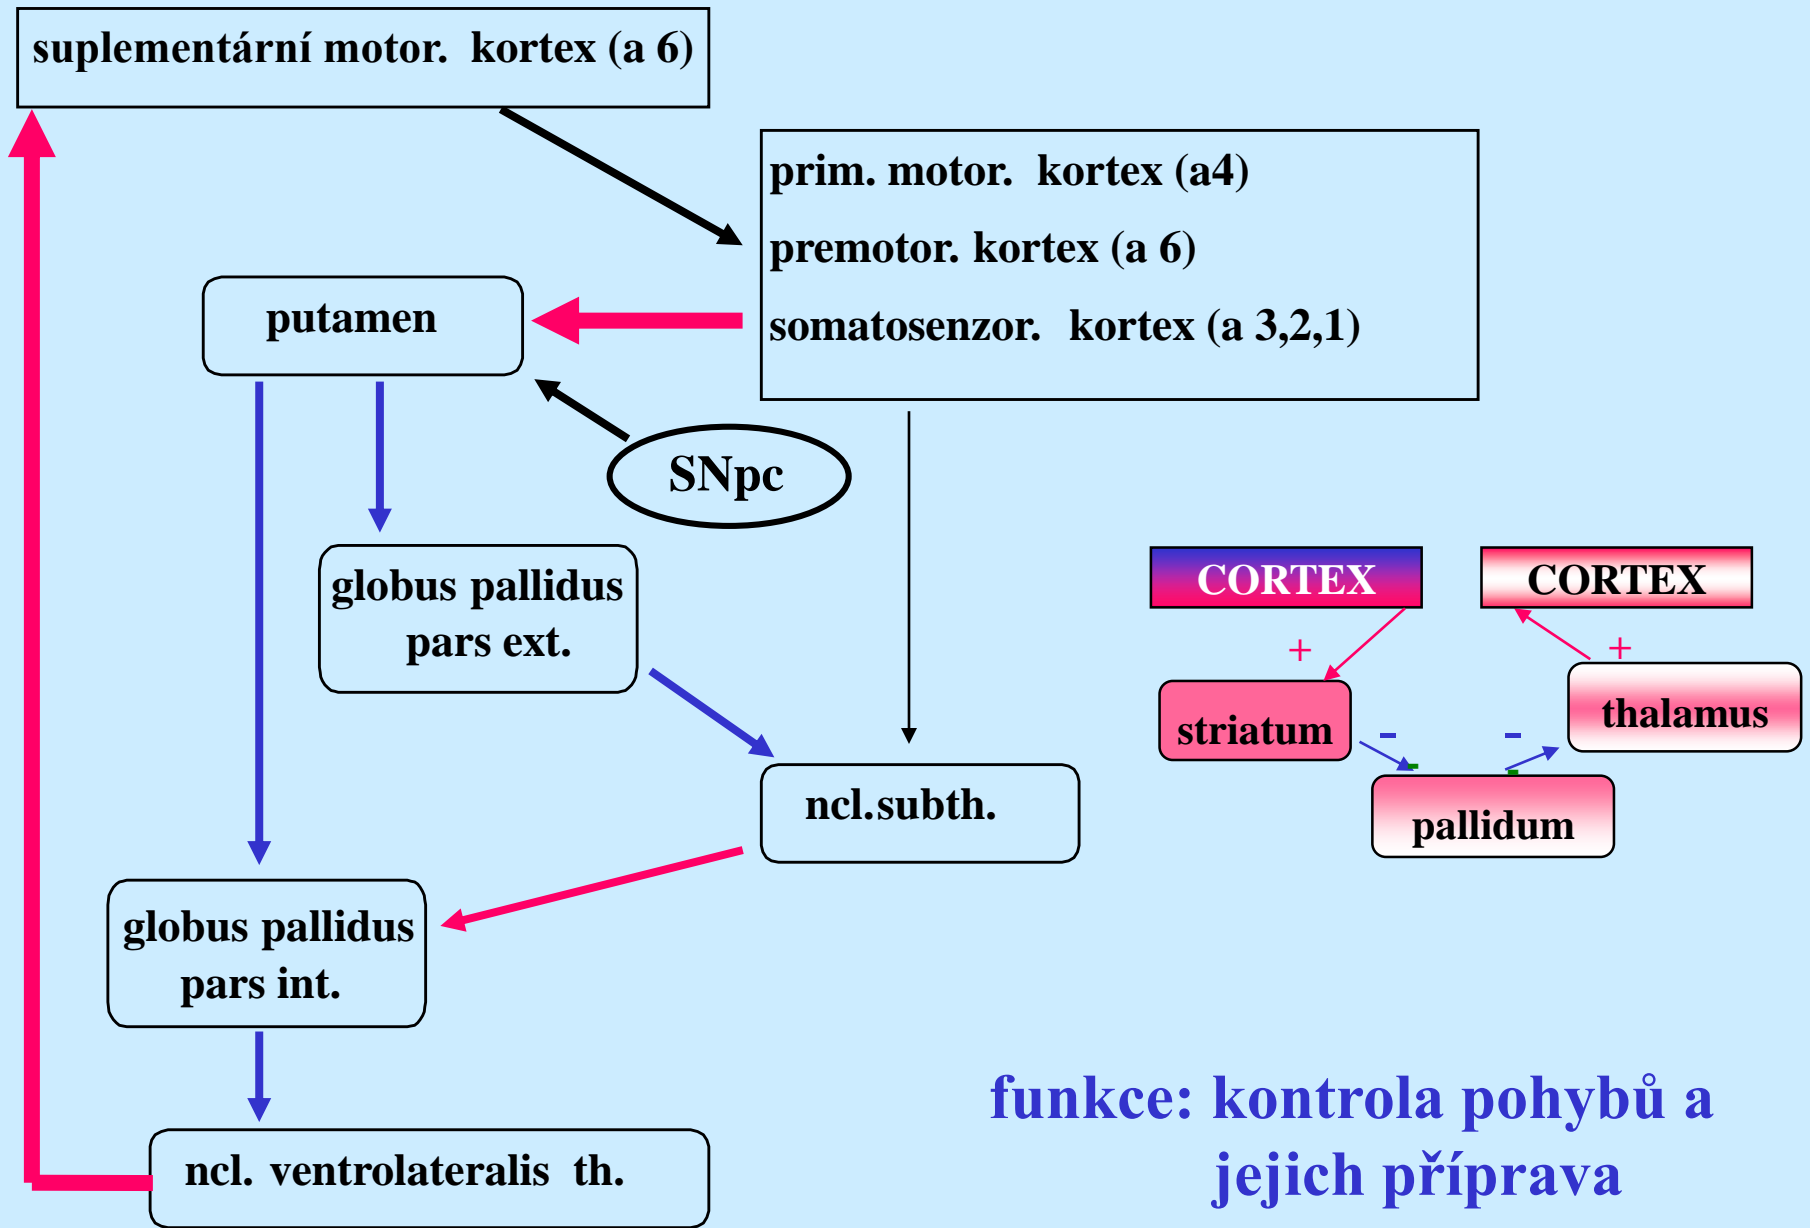 suplementární motor. kortex (a 6)
prim. motor. kortex (a4)
premotor. kortex (a 6)
somatosenzor. kortex (a 3,2,1)
putamen
SNpc
globus pallidus
pars ext.
ncl.subth.
globus pallidus
pars int.
ncl. ventrolateralis th.
CORTEX
CORTEX
+
+
striatum
thalamus
-
-
pallidum
funkce: kontrola pohybů a
jejich příprava